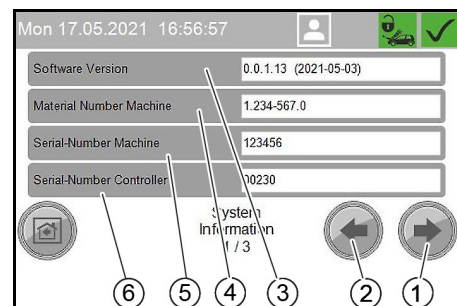 Mon 17.05.2021 16:56:57
Software Version 0.0.1.13 (2021-05-03)
Material Number Machine 1.234-567.0
Serial-Number Machine 123456
Serial-Number Controller 00230
System
Information
1 / 3
6 5 4 3 2 1